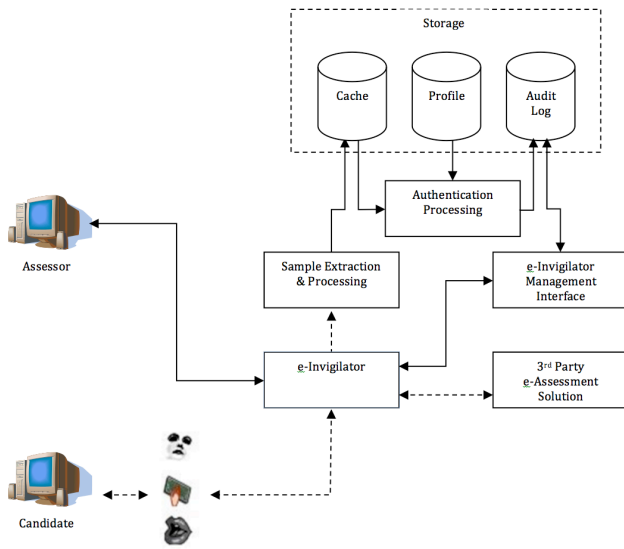 Storage
Cache
Profile
Audit
Log
Authentication
Processing
Assessor
Sample Extraction
& Processing
e-Invigilator
Management
Interface
e-Invigilator
3rd Party
e-Assessment
Solution
Candidate